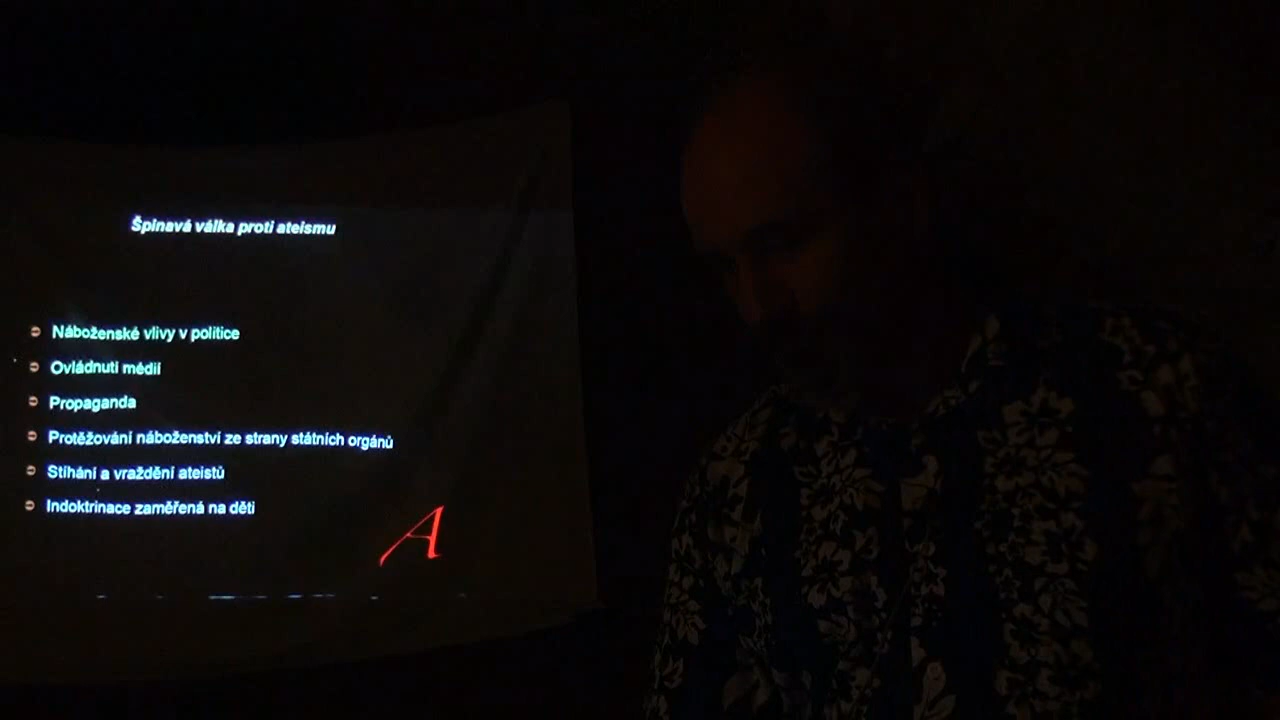 Špinavá válka proti ateismu
Náboženské vlivy v politice
Ovládnutí médií
Propaganda
Protěžování náboženství ze strany státních orgánů
Stíhání a vraždění ateistů
Indoktrinace zaměřená na děti
A